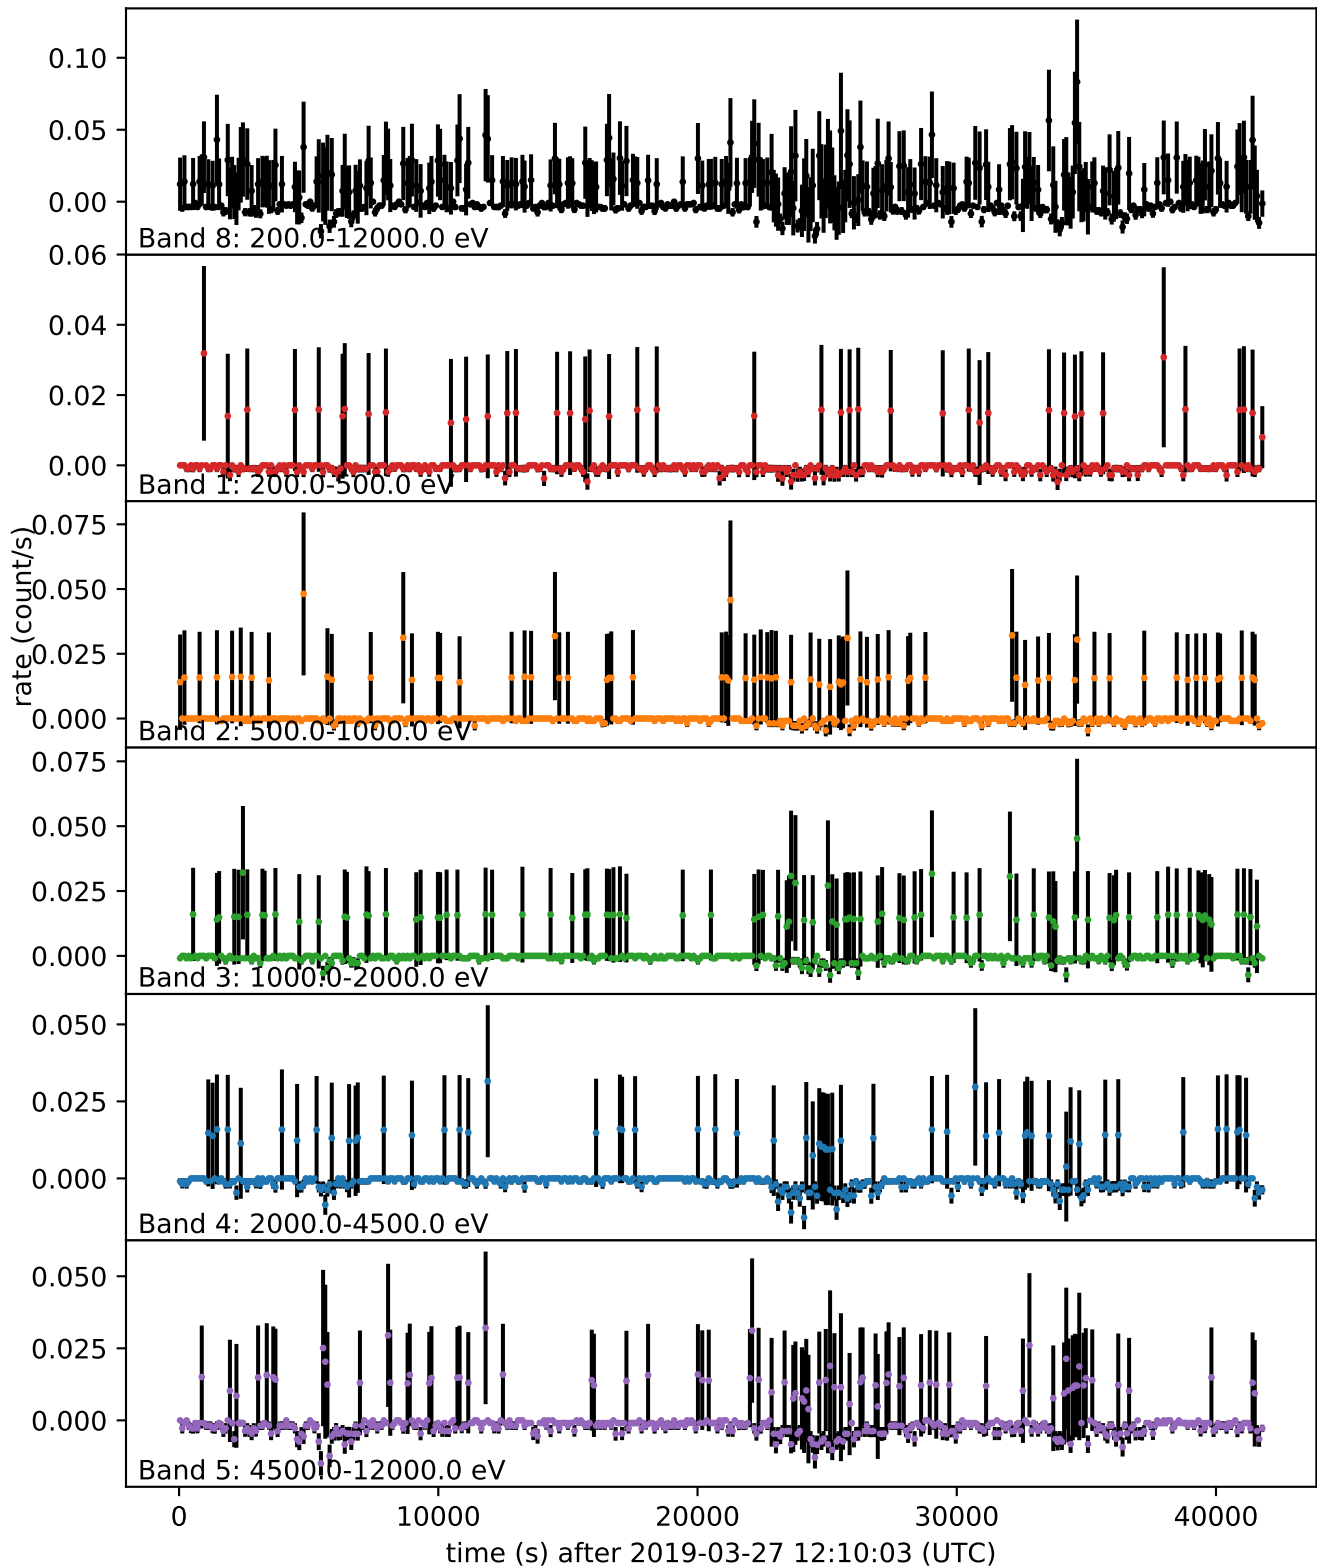 0.10
0.05
0.00
Band 8: 200.0-12000.0 eV
0.06
0.04
0.02
0.00
Band 1: 200.0-500.0 eV
rate (count/s)
0.075
0.050
0.025
0.000
Band 2: 500.0-1000.0 eV
0.075
0.050
0.025
0.000
Band 3: 1000.0-2000.0 eV
0.050
0.025
0.000
Band 4: 2000.0-4500.0 eV
0.050
0.025
0.000
Band 5: 4500.0-12000.0 eV
0 10000 20000 30000 40000
time (s) after 2019-03-27 12:10:03 (UTC)